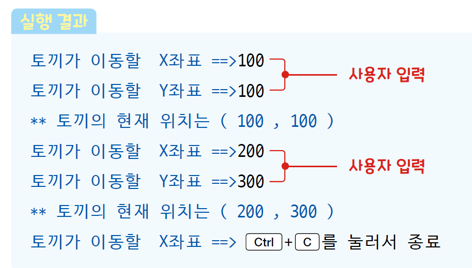 실행 결과
토끼가 이동할 X좌표 ==>100
토끼가 이동할 Y좌표 ==>100
사용자 입력
** 토끼의 현재 위치는 ( 100 , 100 )
토끼가 이동할 X좌표 ==>200
토끼가 이동할 Y좌표 ==>300
사용자 입력
** 토끼의 현재 위치는 ( 200 , 300 )
토끼가 이동할 X좌표 ==> Ctrl+C를 눌러서 종료